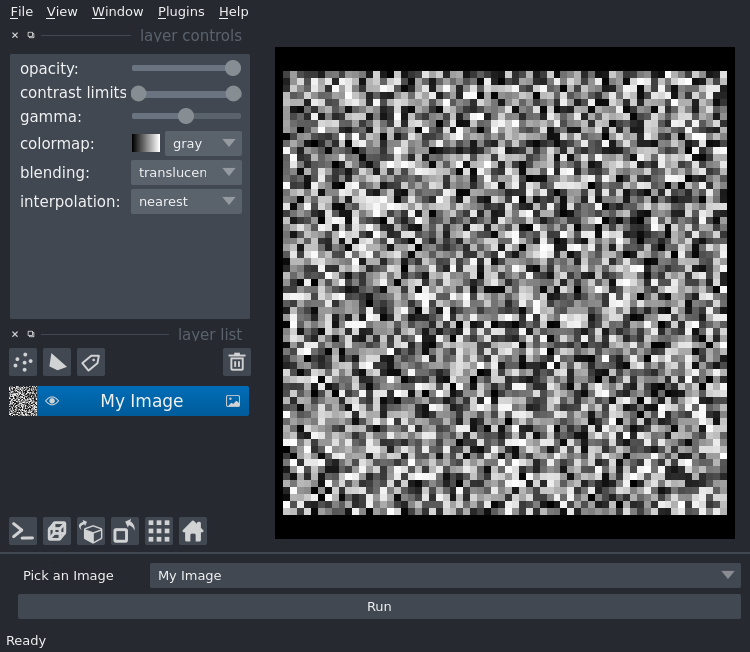 File View Window Plugins Help
layer controls
opacity:
contrast limits
gamma:
colormap: gray
blending: translucen
interpolation: nearest
layer list
My Image
Pick an Image My Image
Run
Ready